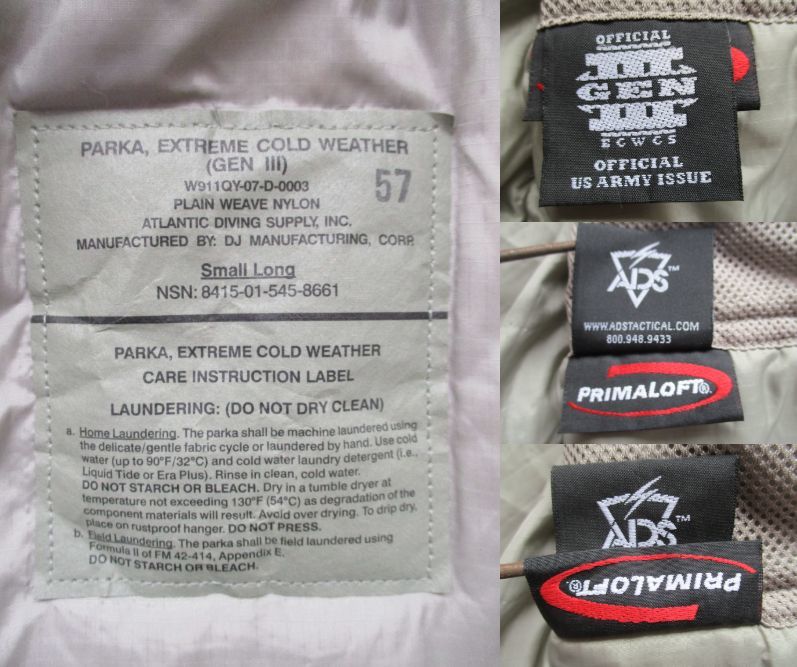 PARKA, EXTREME COLD WEATHER
(GEN III)
W911QY-07-D-0003
57
PLAIN WEAVE NYLON
ATLANTIC DIVING SUPPLY, INC.
MANUFACTURED BY: DJ MANUFACTURING, CORP.
Small Long
NSN: 8415-01-545-8661
PARKA, EXTREME COLD WEATHER
CARE INSTRUCTION LABEL
LAUNDERING: (DO NOT DRY CLEAN)
a. Home Laundering. The parka shall be machine laundered using
the delicate/gentle fabric cycle or laundered by hand. Use cold
water (up to 90°F/32°C) and cold water laundry detergent (i.e.,
Liquid Tide or Era Plus). Rinse in clean, cold water.
DO NOT STARCH OR BLEACH. Dry in a tumble dryer at
temperature not exceeding 130°F (54°C) as degradation of the
component materials will result. Avoid over drying. To drip dry,
place on rustproof hanger. DO NOT PRESS.
b. Field Laundering. The parka shall be field laundered using
Formula II of FM 42-414, Appendix E.
DO NOT STARCH OR BLEACH.
OFFICIAL
III
GEN
III
ECWCS
OFFICIAL
US ARMY ISSUE
ADS™
WWW.ADSTACTICAL.COM
800.948.9433
PRIMALOFT®
ADS™
PRIMALOFT®